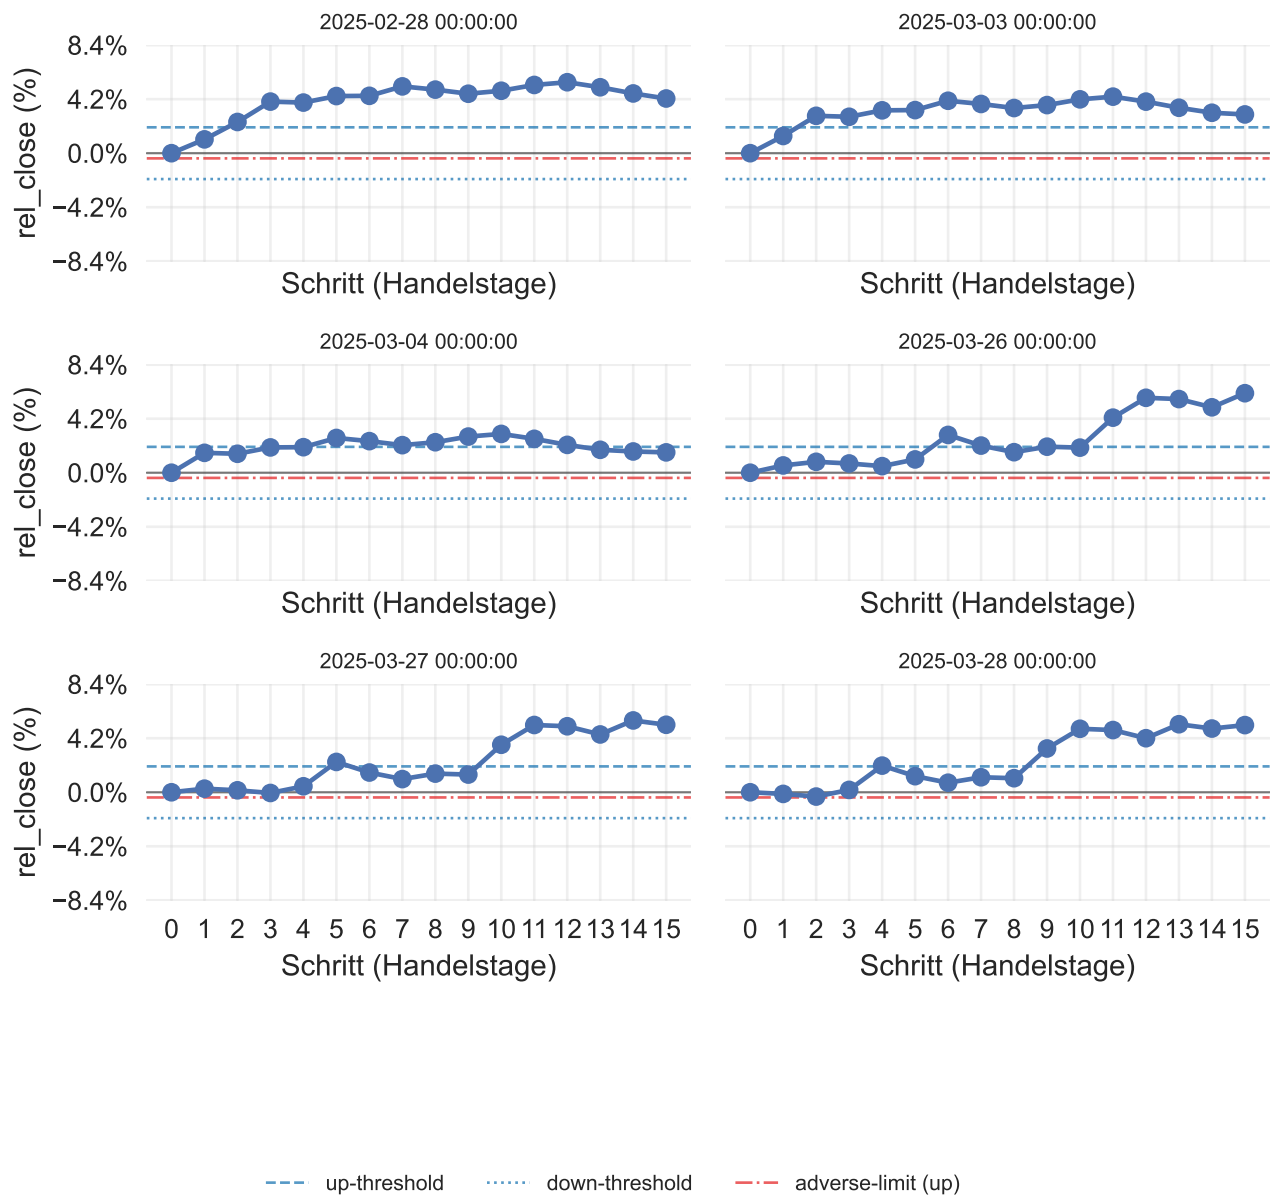 2025-02-28 00:00:00
2025-03-03 00:00:00
rel_close (%)
8.4%
4.2%
0.0%
−4.2%
−8.4%
Schritt (Handelstage)
Schritt (Handelstage)
2025-03-04 00:00:00
2025-03-26 00:00:00
rel_close (%)
8.4%
4.2%
0.0%
−4.2%
−8.4%
Schritt (Handelstage)
Schritt (Handelstage)
2025-03-27 00:00:00
2025-03-28 00:00:00
rel_close (%)
8.4%
4.2%
0.0%
−4.2%
−8.4%
0 1 2 3 4 5 6 7 8 9 10 11 12 13 14 15
0 1 2 3 4 5 6 7 8 9 10 11 12 13 14 15
Schritt (Handelstage)
Schritt (Handelstage)
up-threshold
down-threshold
adverse-limit (up)